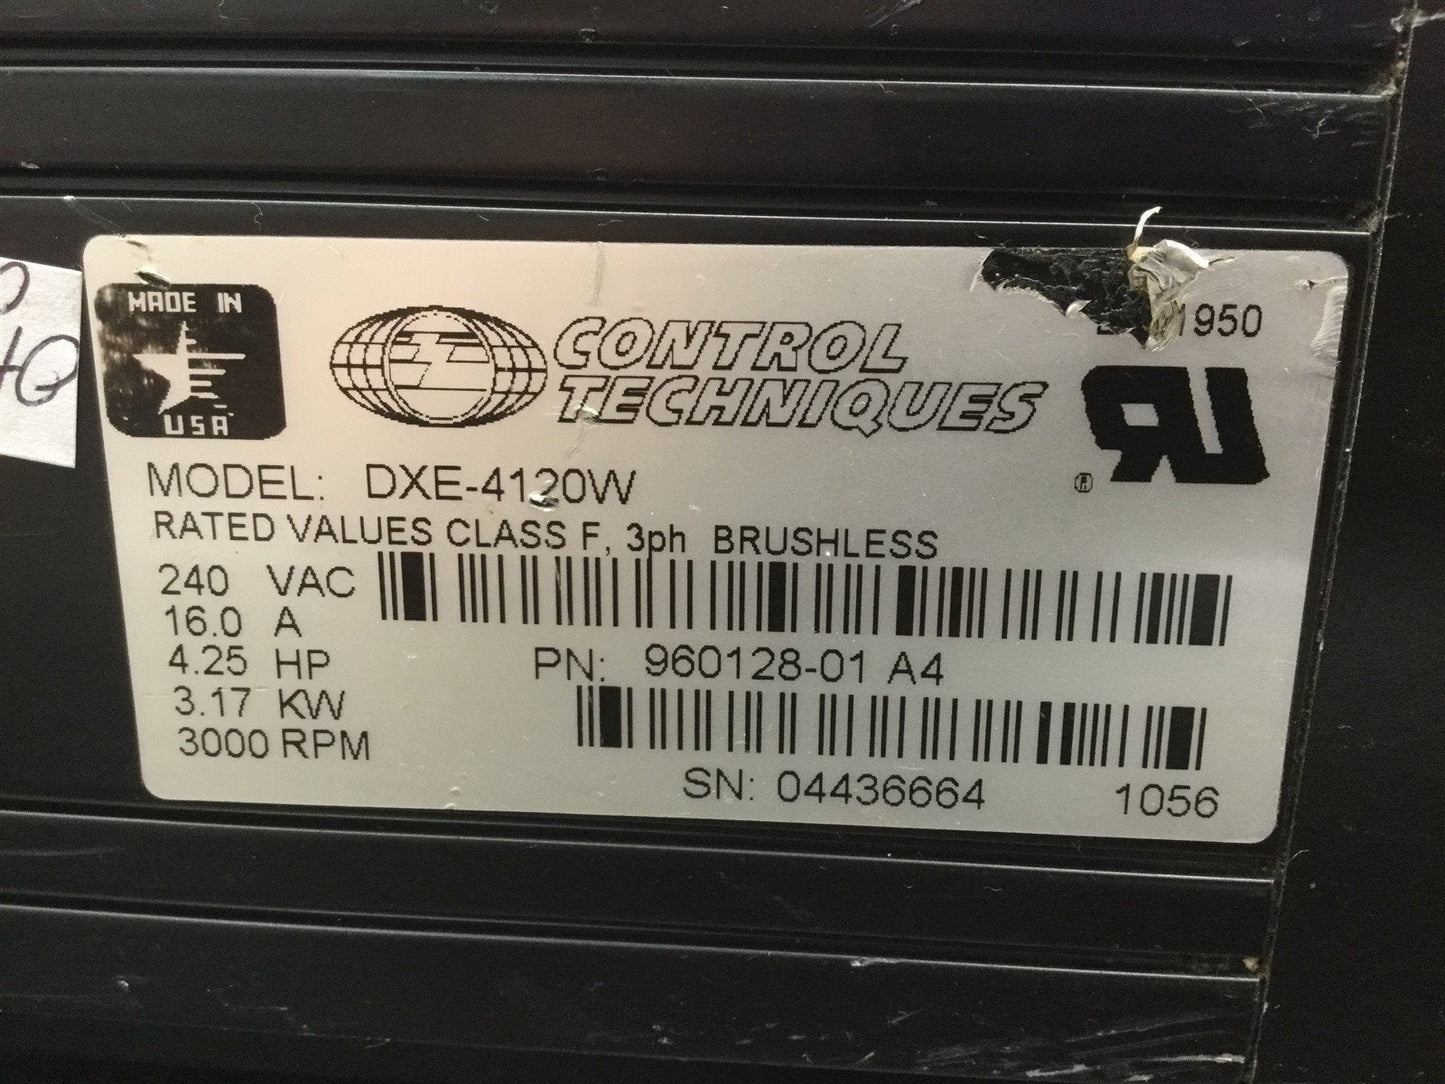 MADE IN
USA
CONTROL
TECHNIQUES
1950
®
MODEL: DXE-4120W
RATED VALUES CLASS F, 3ph BRUSHLESS
240 VAC
16.0 A
4.25 HP
PN: 960128-01 A4
3.17 KW
3000 RPM
SN: 04436664 1056